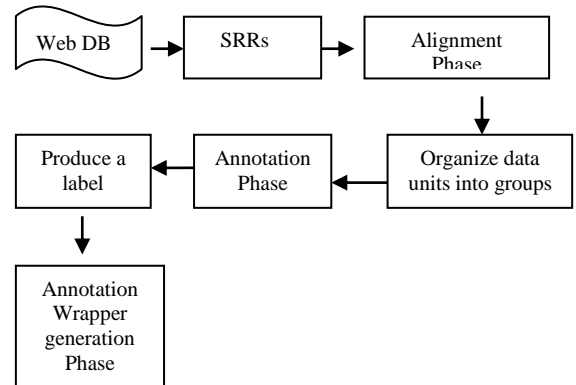 Web DB
SRRs
Alignment
Phase
Organize data
units into groups
Annotation
Phase
Produce a
label
Annotation
Wrapper
generation
Phase